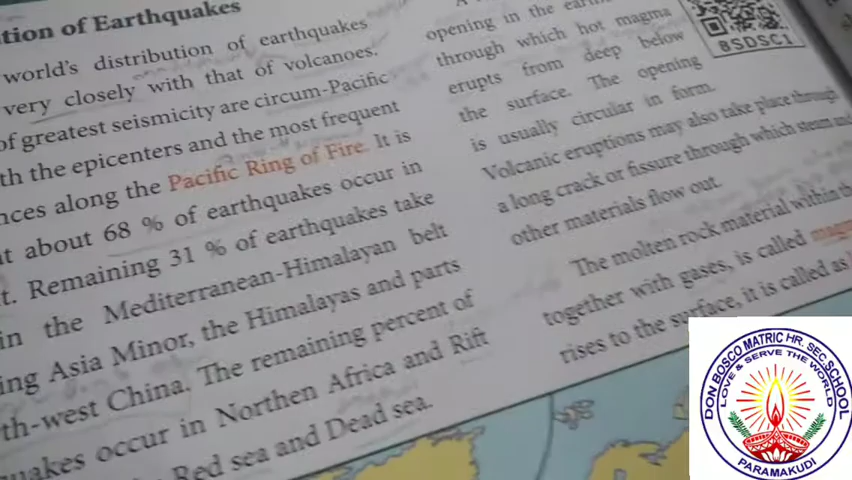 tion of Earthquakes
world's distribution of earthquakes
very closely with that of volcanoes.
of greatest seismicity are circum-Pacific
th the epicenters and the most frequent
nces along the Pacific Ring of Fire. It is
t about 68 % of earthquakes occur in
t. Remaining 31 % of earthquakes take
in the Mediterranean-Himalayan belt
ing Asia Minor, the Himalayas and parts
th-west China. The remaining percent of
uakes occur in Northen Africa and Rift
Red sea and Dead sea.
opening in the earth
through which hot magma
erupts from deep below
the surface. The opening
is usually circular in form.
Volcanic eruptions may also take place through
a long crack or fissure through which steam and
other materials flow out.
The molten rock material within the
together with gases, is called magma
rises to the surface, it is called as
BSDSC1
DON BOSCO MATRIC HR. SEC. SCHOOL
LOVE & SERVE THE WORLD
PARAMAKUDI